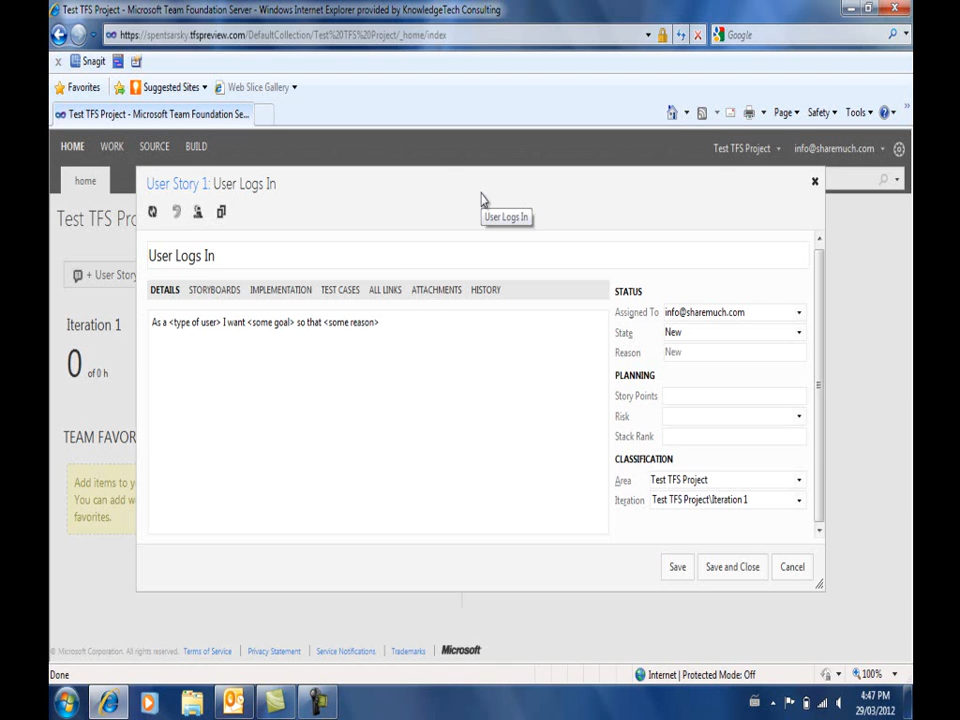 Test TFS Project - Microsoft Team Foundation Server - Windows Internet Explorer provided by KnowledgeTech Consulting
https://spentsarsky.tfspreview.com/DefaultCollection/Test%20TFS%20Project/_home/index
Google
x Snagit
Favorites Suggested Sites Web Slice Gallery
Test TFS Project - Microsoft Team Foundation Se...
Page Safety Tools
HOME WORK SOURCE BUILD
Test TFS Project info@sharemuch.com
home
User Story 1: User Logs In
Test TFS Pro
User Logs In
User Logs In
+ User Story
DETAILS STORYBOARDS IMPLEMENTATION TEST CASES ALL LINKS ATTACHMENTS HISTORY
As a <type of user> I want <some goal> so that <some reason>
STATUS
Assigned To info@sharemuch.com
State New
Reason New
PLANNING
Story Points
Risk
Stack Rank
CLASSIFICATION
Area Test TFS Project
Iteration Test TFS Project\Iteration 1
Iteration 1
0 of 0 h
TEAM FAVOR
Add items to y
You can add w
favorites.
Save Save and Close Cancel
© Microsoft Corporation. All rights reserved. Terms of Service | Privacy Statement | Service Notifications | Trademarks | Microsoft
Done
Internet | Protected Mode: Off
100%
4:47 PM
29/03/2012